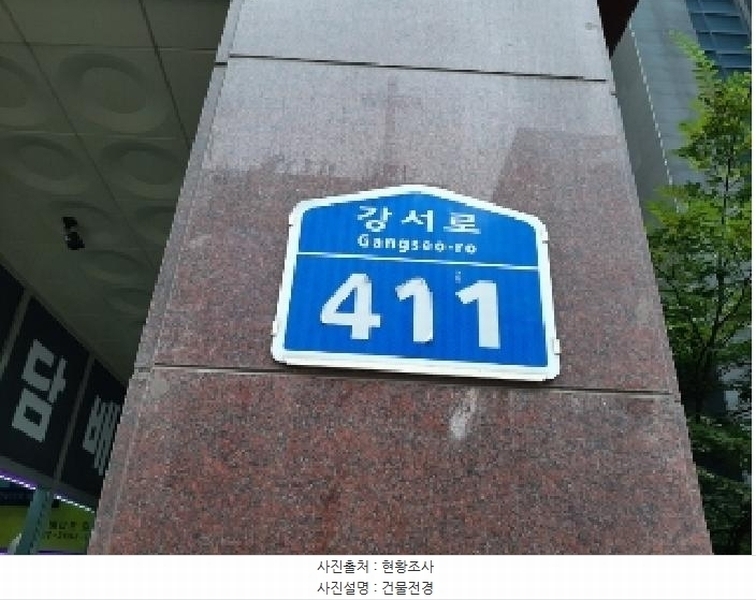 강서로
Gangseo-ro
411
담
사진출처 : 현황조사
사진설명 : 건물전경